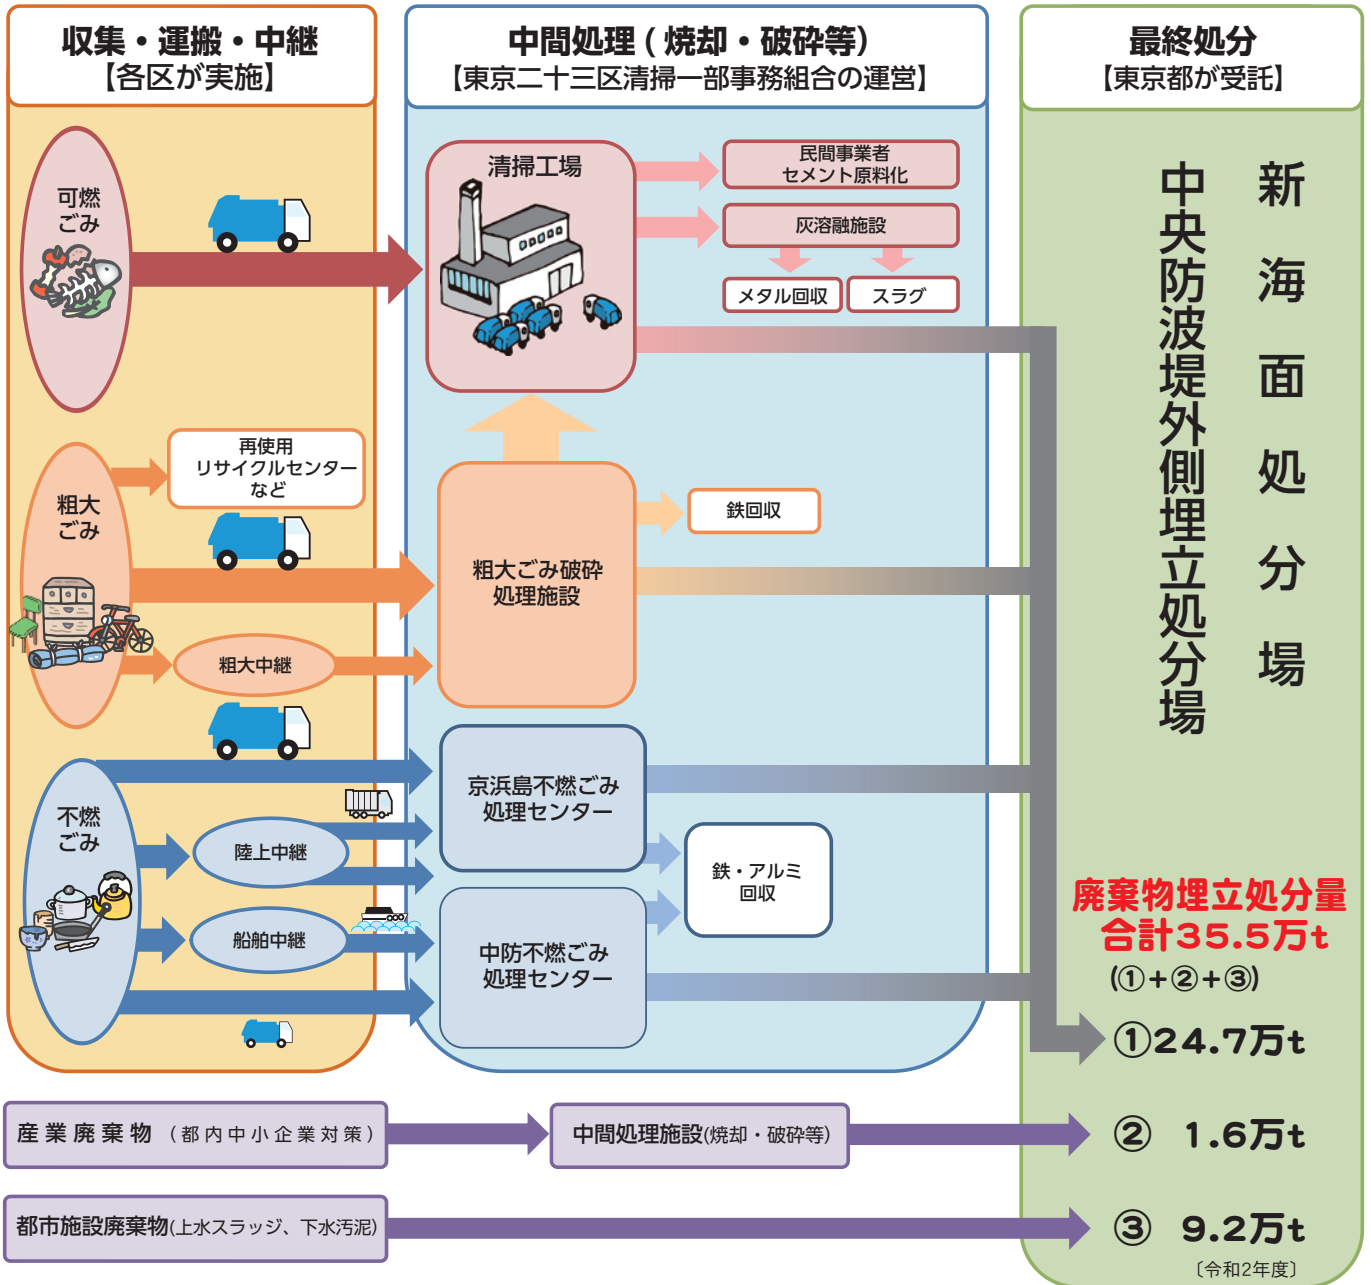 収集・運搬・中継
【各区が実施】
中間処理(焼却・破砕等)
【東京二十三区清掃一部事務組合の運営】
最終処分
【東京都が受託】
可燃
ごみ
清掃工場
民間事業者
セメント原料化
灰溶融施設
メタル回収
スラグ
粗大
ごみ
再使用
リサイクルセンター
など
粗大中継
粗大ごみ破砕
処理施設
鉄回収
不燃
ごみ
陸上中継
船舶中継
京浜島不燃ごみ
処理センター
中防不燃ごみ
処理センター
鉄・アルミ
回収
新海面処分場
中央防波堤外側埋立処分場
廃棄物埋立処分量
合計35.5万t
(①+②+③)
①24.7万t
産業廃棄物(都内中小企業対策)
中間処理施設(焼却・破砕等)
② 1.6万t
都市施設廃棄物(上水スラッジ、下水汚泥)
③ 9.2万t
〔令和2年度〕